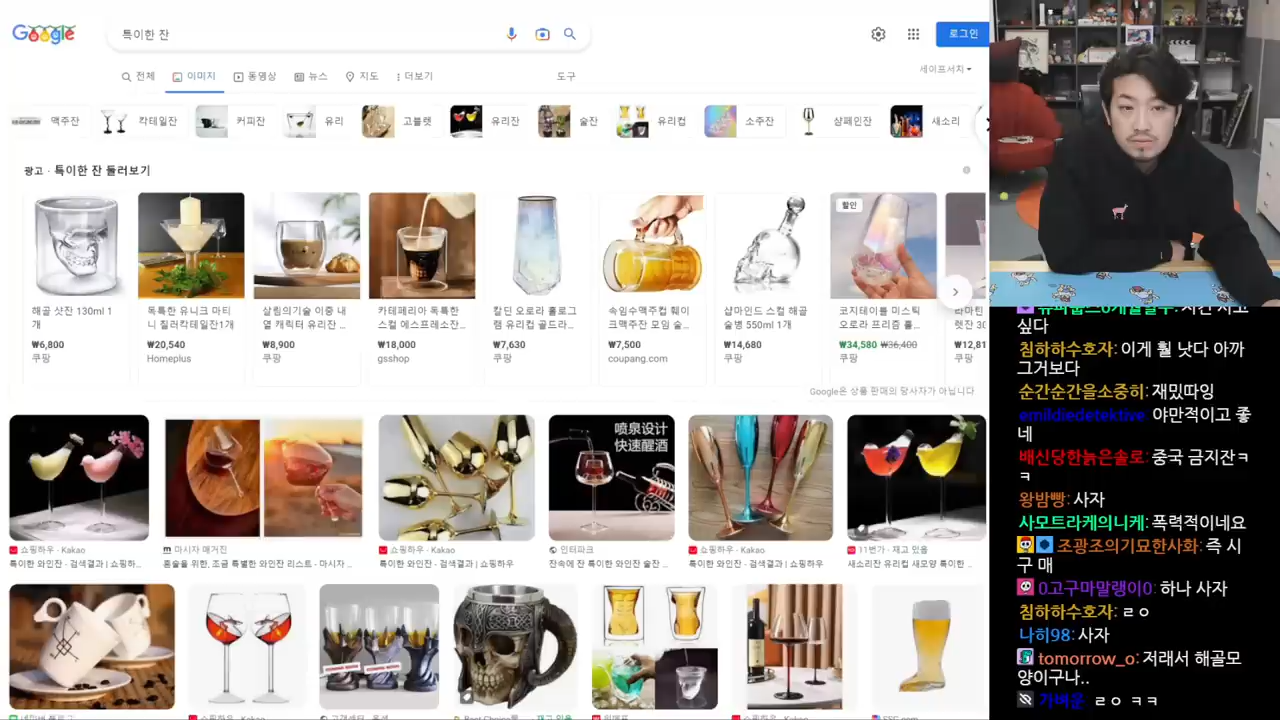 Google
특이한 잔
로그인
전체
이미지
동영상
뉴스
지도
더보기
도구
세이프서치
맥주잔
칵테일잔
커피잔
유리
고블렛
유리잔
술잔
유리컵
소주잔
샴페인잔
새소리
광고 · 특이한 잔 둘러보기
해골 샷잔 130ml 1
개
₩6,800
쿠팡
독특한 유니크 마티
니 칠러칵테일잔1개
₩20,540
Homeplus
살림의기술 이중 내
열 캐릭터 유리잔 ...
₩8,900
쿠팡
카테페리아 독특한
스컬 에스프레소잔...
₩18,000
gsshop
칼딘 오로라 홀로그
램 유리컵 골드라...
₩7,630
쿠팡
속임수맥주컵 휐이
크맥주잔 모임 술...
₩7,500
coupang.com
샵마인드 스컬 해골
술병 550ml 1개
₩14,680
쿠팡
할인
코지테이블 미스틱
오로라 프리즘 홀...
₩34,580 ₩36,400
쿠팡
라마틴
렛잔 30
₩12,81
쿠팡
Google은 상품 판매의 당사자가 아닙니다
喷泉设计
快速醒酒
쇼핑하우 · Kakao
특이한 와인잔 - 검색결과 | 쇼핑하...
마시자 매거진
혼술을 위한, 조금 특별한 와인잔 리스트 - 마시자 ...
쇼핑하우 · Kakao
특이한 와인잔 - 검색결과 | 쇼핑하우
인터파크
잔속에 잔 특이한 와인잔 술잔 ...
쇼핑하우 · Kakao
특이한 와인잔 - 검색결과 | 쇼핑하우
11번가 · 재고 있음
새소리잔 유리컵 새모양 특이한 ...
싶다
침하하수호자: 이게 훨 낫다 아까
그거보다
순간순간을소중히: 재밌따잉
emildiedetektive: 야만적이고 좋
네
배신당한늙은솔로: 중국 금지잔ㅋ
ㅋ
왕밤빵: 사자
사모트라케의니케: 폭력적이네요
조광조의기묘한사화: 즉 시
구 매
0고구마말랭이0: 하나 사자
침하하수호자: ㄹㅇ
나히98: 사자
tomorrow_o: 저래서 해골모
양이구나..
가벼운: ㄹㅇ ㅋㅋ